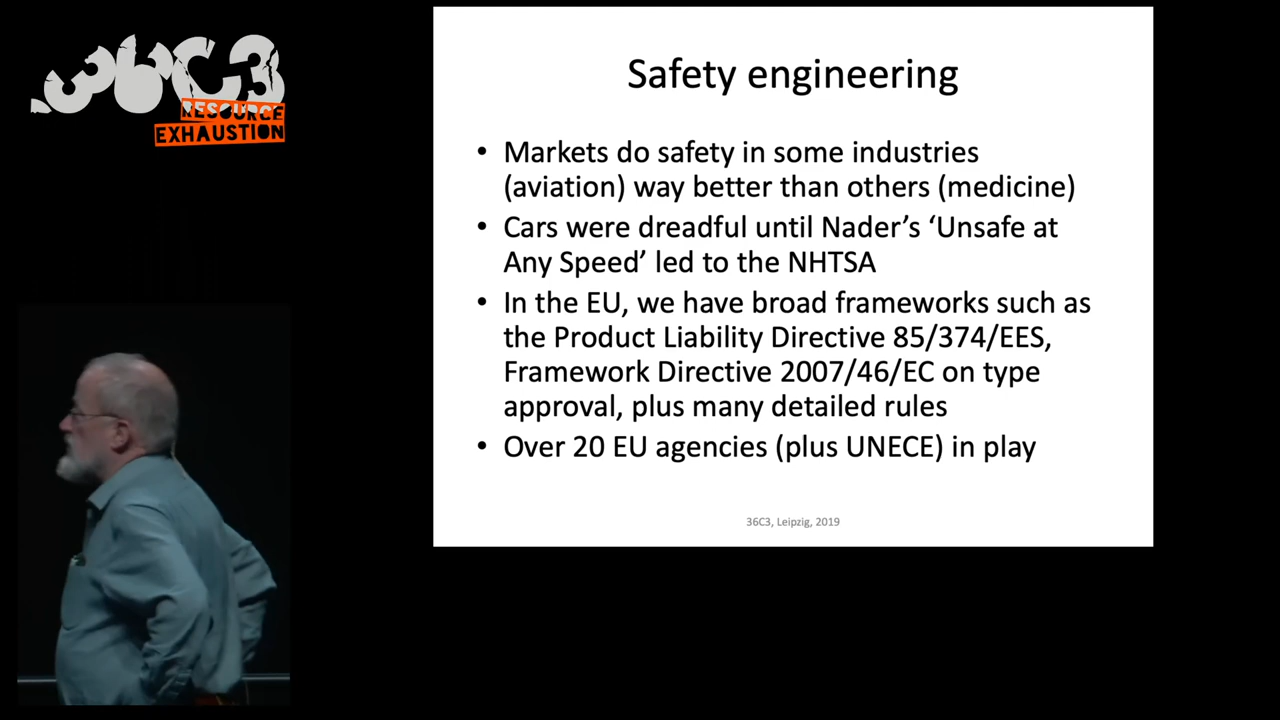 36C3
RESOURCE
EXHAUSTION
Safety engineering
• Markets do safety in some industries
(aviation) way better than others (medicine)
• Cars were dreadful until Nader’s ‘Unsafe at
Any Speed’ led to the NHTSA
• In the EU, we have broad frameworks such as
the Product Liability Directive 85/374/EES,
Framework Directive 2007/46/EC on type
approval, plus many detailed rules
• Over 20 EU agencies (plus UNECE) in play
36C3, Leipzig, 2019